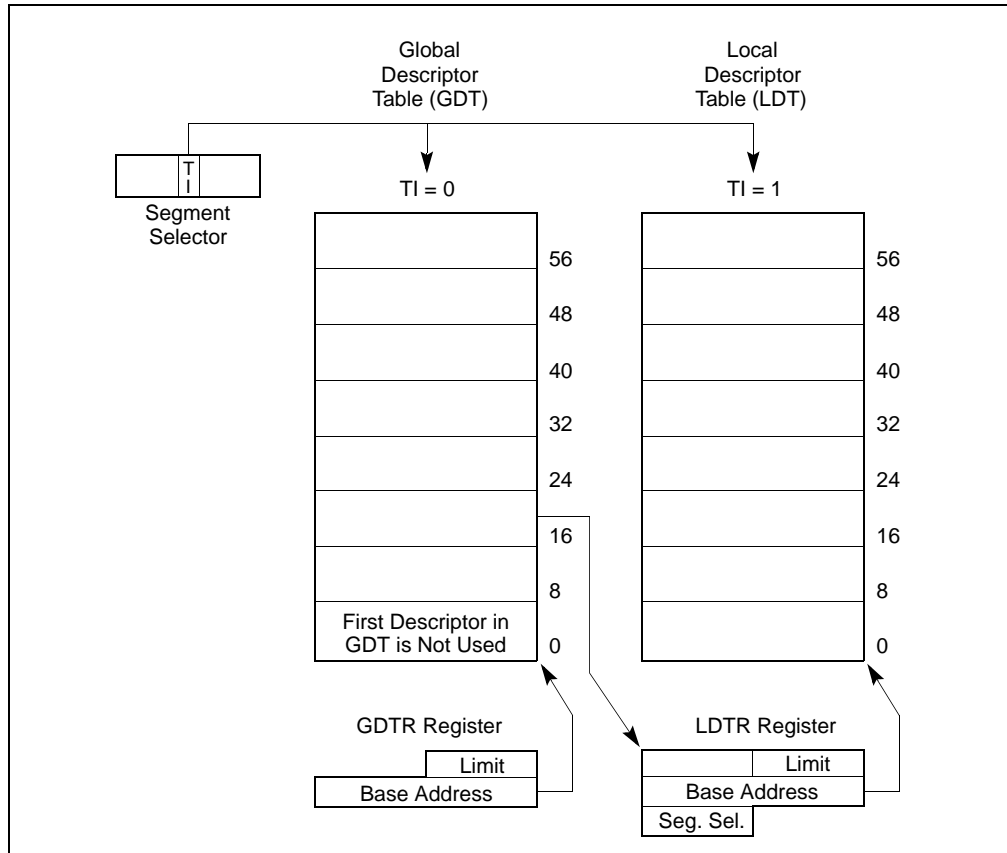 Global
Descriptor
Table (GDT)
Local
Descriptor
Table (LDT)
T
I
Segment
Selector
TI = 0
TI = 1
56
48
40
32
24
16
8
0
First Descriptor in
GDT is Not Used
56
48
40
32
24
16
8
0
GDTR Register
Limit
Base Address
LDTR Register
Limit
Base Address
Seg. Sel.